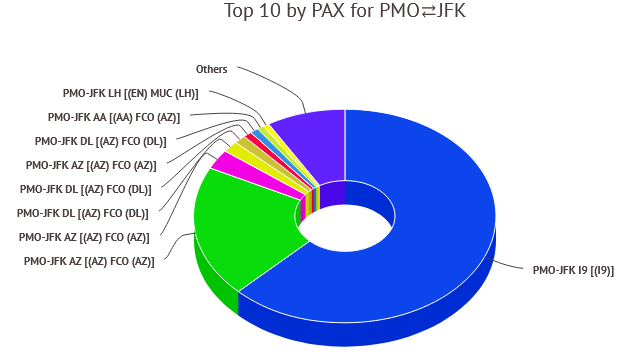 Top 10 by PAX for PMO⇄JFK
Others
PMO-JFK LH [(EN) MUC (LH)]
PMO-JFK AA [(AA) FCO (AZ)]
PMO-JFK DL [(AZ) FCO (DL)]
PMO-JFK AZ [(AZ) FCO (AZ)]
PMO-JFK DL [(AZ) FCO (DL)]
PMO-JFK DL [(AZ) FCO (DL)]
PMO-JFK AZ [(AZ) FCO (AZ)]
PMO-JFK AZ [(AZ) FCO (AZ)]
PMO-JFK I9 [(I9)]